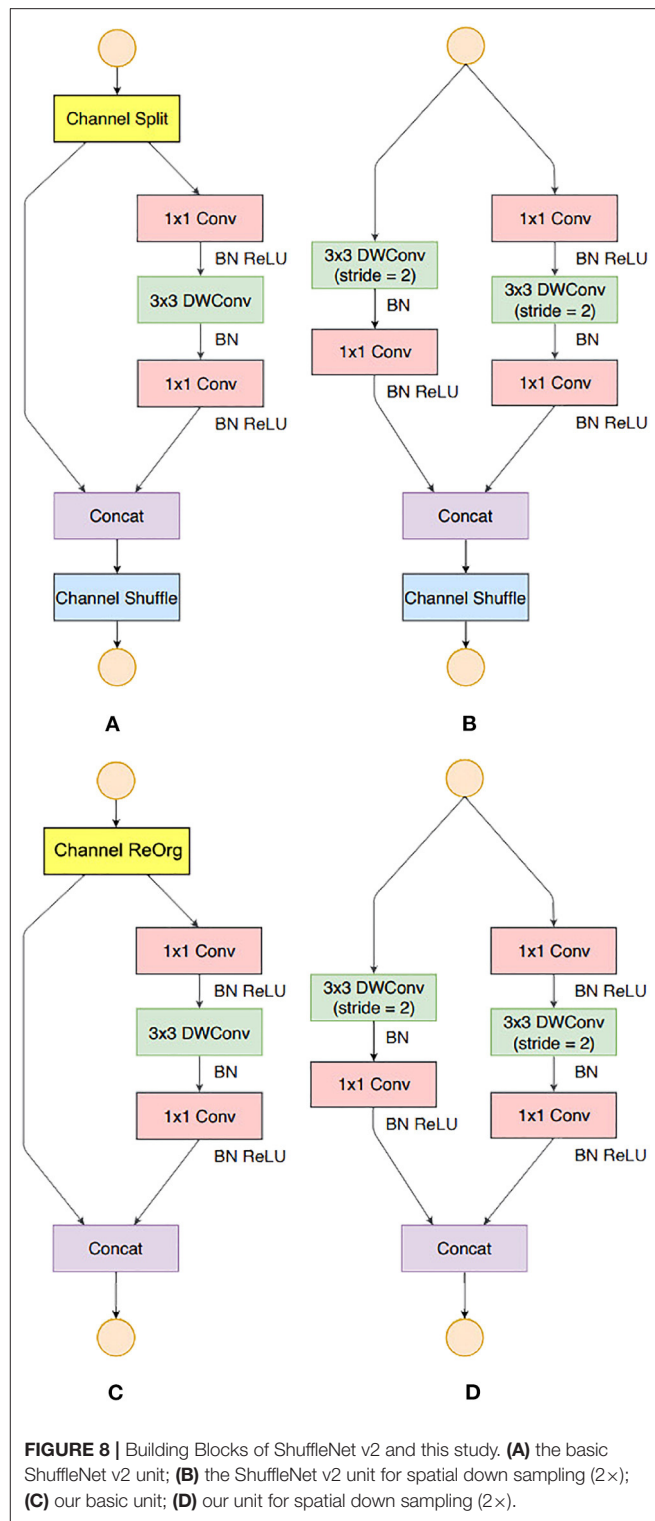 Channel Split
1x1 Conv
BN ReLU
3x3 DWConv
BN
1x1 Conv
BN ReLU
Concat
Channel Shuffle
A
3x3 DWConv
(stride = 2)
BN
1x1 Conv
BN ReLU
1x1 Conv
BN ReLU
3x3 DWConv
(stride = 2)
BN
1x1 Conv
BN ReLU
Concat
Channel Shuffle
B
Channel ReOrg
1x1 Conv
BN ReLU
3x3 DWConv
BN
1x1 Conv
BN ReLU
Concat
C
3x3 DWConv
(stride = 2)
BN
1x1 Conv
BN ReLU
1x1 Conv
BN ReLU
3x3 DWConv
(stride = 2)
BN
1x1 Conv
BN ReLU
Concat
D
FIGURE 8 | Building Blocks of ShuffleNet v2 and this study. (A) the basic
ShuffleNet v2 unit; (B) the ShuffleNet v2 unit for spatial down sampling (2×);
(C) our basic unit; (D) our unit for spatial down sampling (2×).